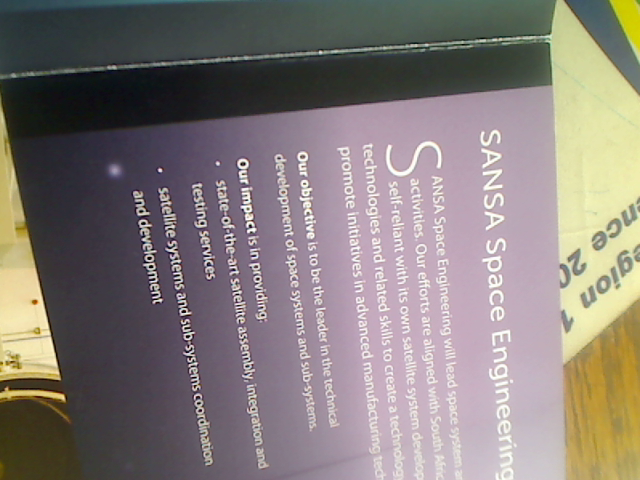 SANSA Space Engineering
SANSA Space Engineering will lead space system
activities. Our efforts are aligned with South
self-reliant with its own satellite system
technologies and related skills to create a technology
promote initiatives in advanced manufacturing
Our objective is to be the leader in the technical
development of space systems and sub-systems.
Our impact is in providing:
• state-of-the-art satellite assembly, integration and
testing services
• satellite systems and sub-systems coordination
and development
egion 1
ence 20